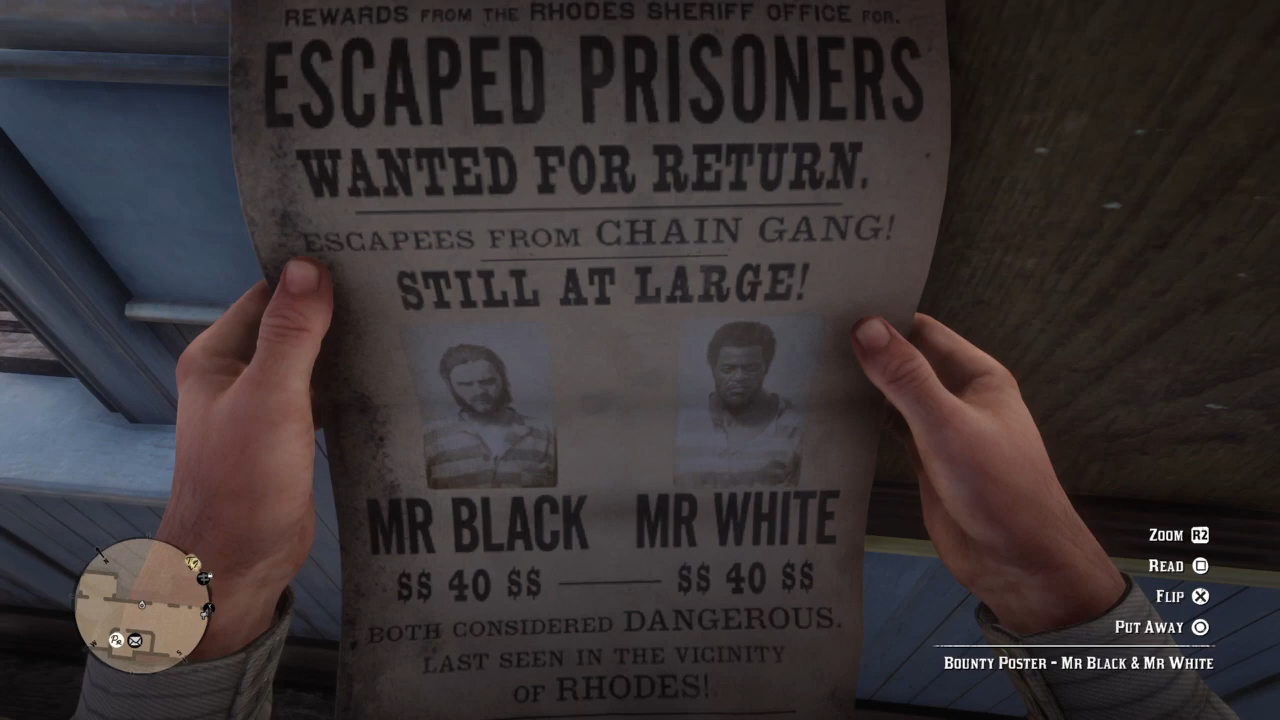 REWARDS FROM THE RHODES SHERIFF OFFICE FOR.
ESCAPED PRISONERS
WANTED FOR RETURN.
ESCAPEES FROM CHAIN GANG!
STILL AT LARGE!
MR BLACK MR WHITE
$$ 40 $$ $$ 40 $$
BOTH CONSIDERED DANGEROUS.
LAST SEEN IN THE VICINITY
OF RHODES!
ZOOM R2
READ
FLIP
PUT AWAY
BOUNTY POSTER - MR BLACK & MR WHITE